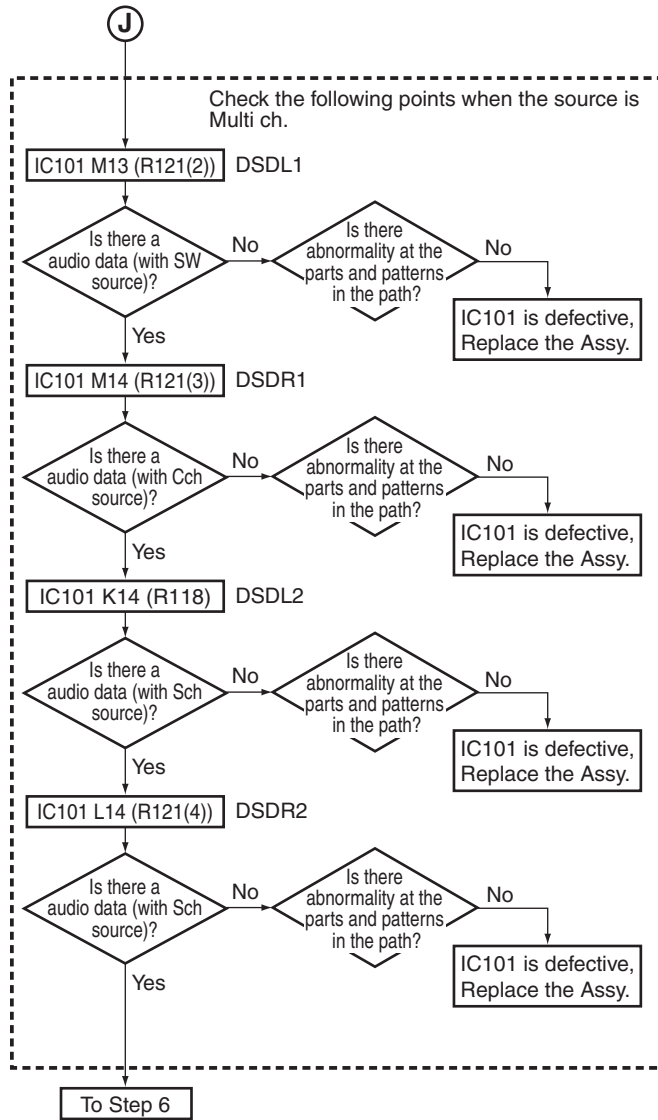 J
Check the following points when the source is
Multi ch.
IC101 M13 (R121(2))
DSDL1
Is there a
audio data (with SW
source)?
No
Is there
abnormality at the
parts and patterns
in the path?
No
IC101 is defective,
Replace the Assy.
Yes
IC101 M14 (R121(3))
DSDR1
Is there a
audio data (with Cch
source)?
No
Is there
abnormality at the
parts and patterns
in the path?
No
IC101 is defective,
Replace the Assy.
Yes
IC101 K14 (R118)
DSDL2
Is there a
audio data (with Sch
source)?
No
Is there
abnormality at the
parts and patterns
in the path?
No
IC101 is defective,
Replace the Assy.
Yes
IC101 L14 (R121(4))
DSDR2
Is there a
audio data (with Sch
source)?
No
Is there
abnormality at the
parts and patterns
in the path?
No
IC101 is defective,
Replace the Assy.
Yes
To Step 6